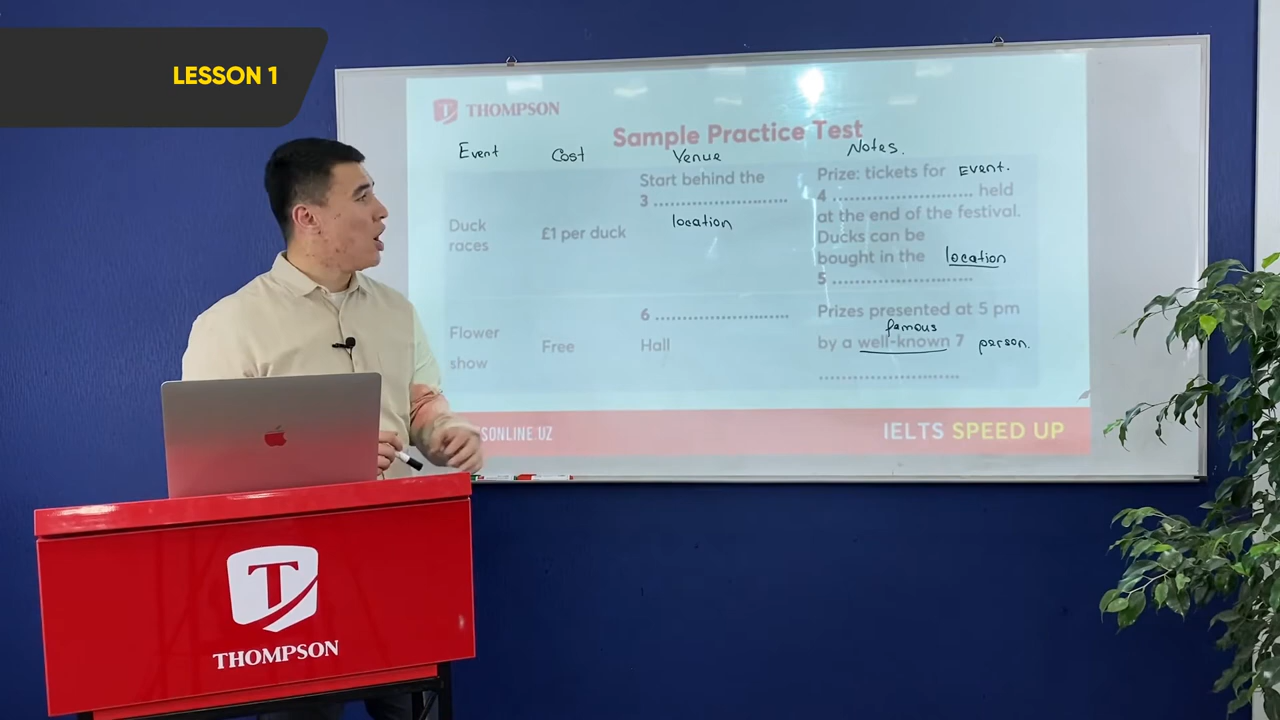 LESSON 1
THOMPSON
Sample Practice Test
Event Cost Venue Notes.
Start behind the
3 ........................
location
Duck
races
£1 per duck
Prize: tickets for event.
4 ........................ held
at the end of the festival.
Ducks can be
bought in the location
5 ........................
Flower
show
Free
6 ........................
Hall
Prizes presented at 5 pm
famous
by a well-known 7 person.
........................
SONLINE.UZ
IELTS SPEED UP
T
THOMPSON